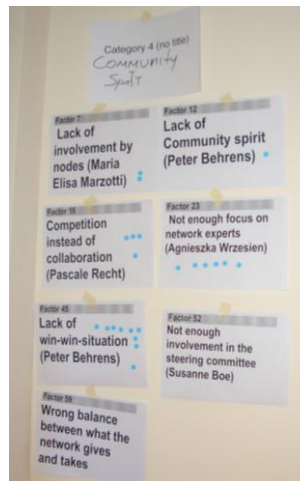 Category 4 (no title)
Community
Spirit
Factor 7
Lack of
involvement by
nodes (Maria
Elisa Marzotti)
Factor 12
Lack of
Community spirit
(Peter Behrens)
Factor 16
Competition
instead of
collaboration
(Pascale Recht)
Factor 23
Not enough focus on
network experts
(Agnieszka Wrzesien)
Factor 45
Lack of
win-win-situation
(Peter Behrens)
Factor 52
Not enough
involvement in the
steering committee
(Susanne Boe)
Factor 59
Wrong balance
between what the
network gives
and takes